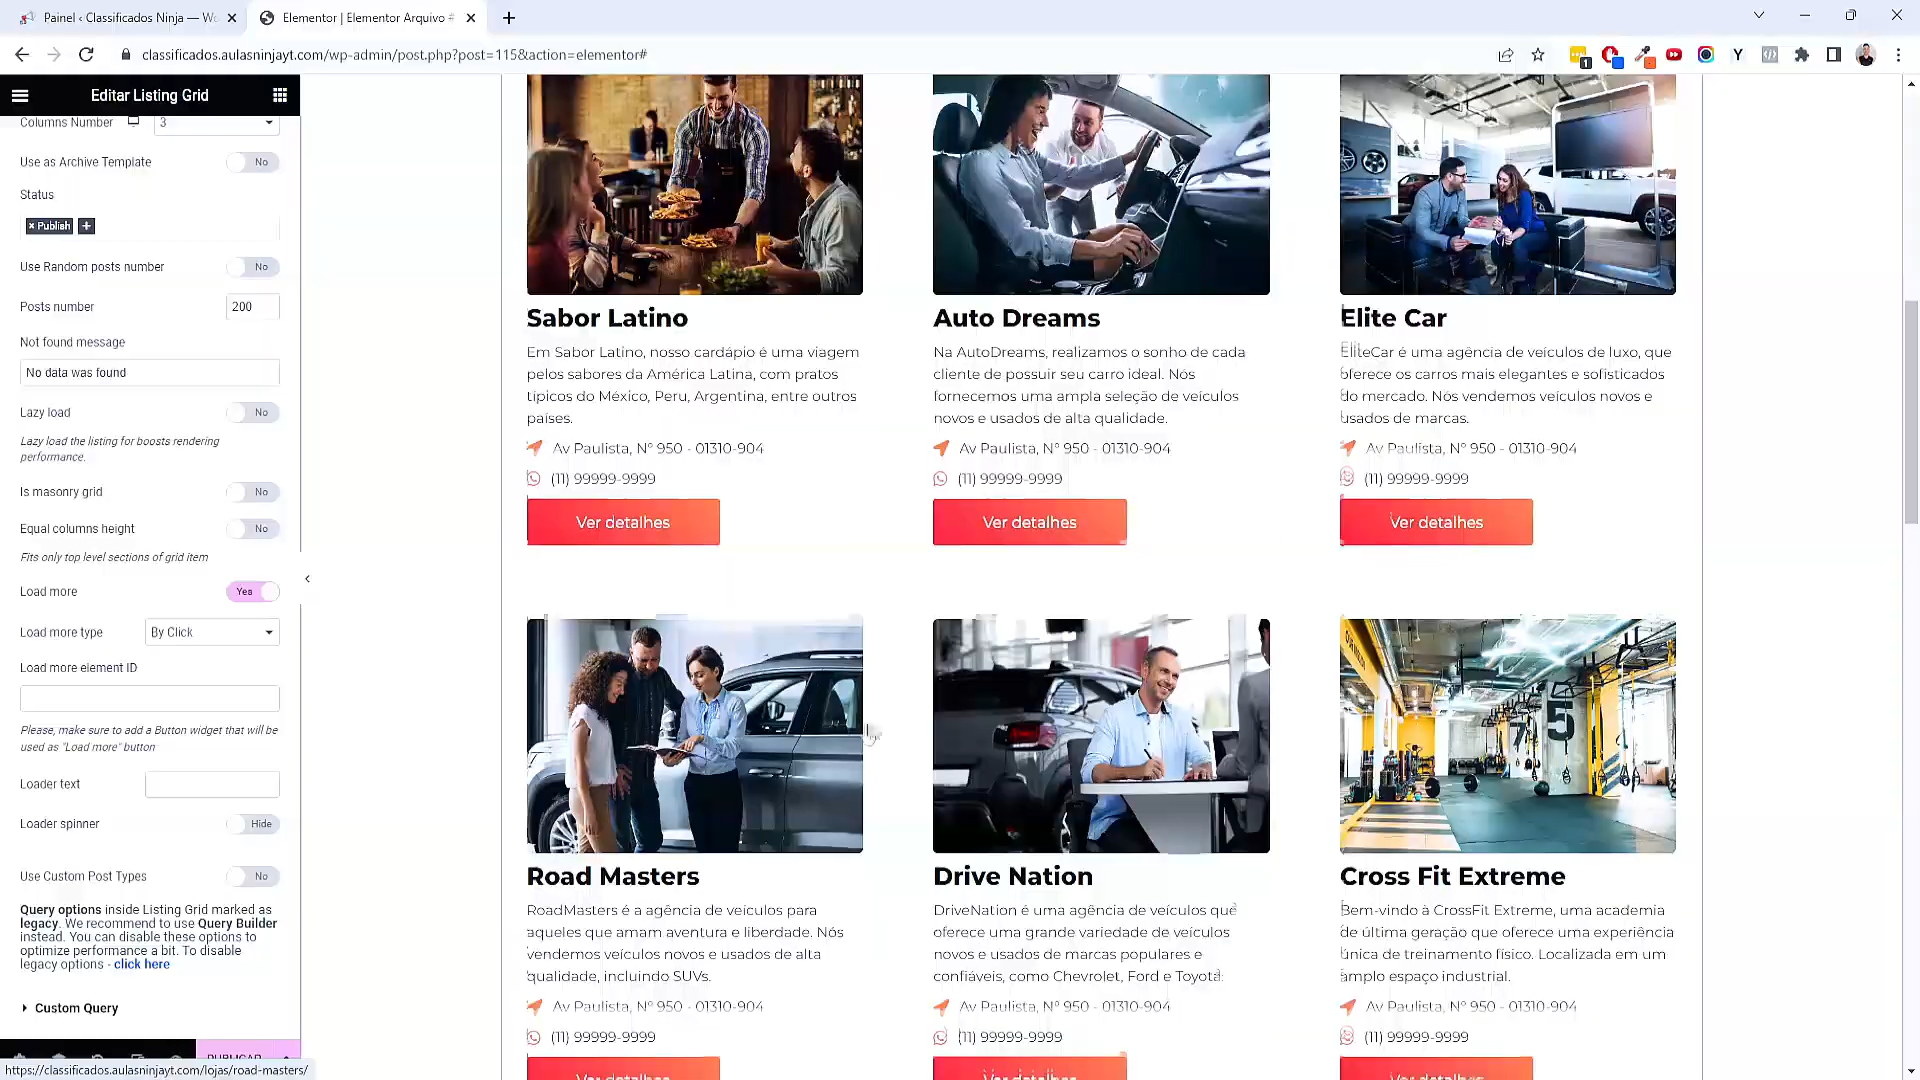 Painel ‹ Classificados Ninja — Wo
Elementor | Elementor Arquivo #
classificados.aulasninjayt.com/wp-admin/post.php?post=115&action=elementor#
1
Y
Editar Listing Grid
Columns Number
3
Use as Archive Template
No
Status
× Publish
+
Use Random posts number
No
Posts number
200
Not found message
No data was found
Lazy load
No
Lazy load the listing for boosts rendering
performance.
Is masonry grid
No
Equal columns height
No
Fits only top level sections of grid item
Load more
Yes
Load more type
By Click
Load more element ID
Please, make sure to add a Button widget that will be
used as "Load more" button
Loader text
Loader spinner
Hide
Use Custom Post Types
No
Query options inside Listing Grid marked as
legacy. We recommend to use Query Builder
instead. You can disable these options to
optimize performance a bit. To disable
legacy options - click here
Custom Query
PUBLICAR
https://classificados.aulasninjayt.com/lojas/road-masters/
Sabor Latino
Em Sabor Latino, nosso cardápio é uma viagem
pelos sabores da América Latina, com pratos
típicos do México, Peru, Argentina, entre outros
países.
Av Paulista, Nº 950 - 01310-904
(11) 99999-9999
Ver detalhes
Auto Dreams
Na AutoDreams, realizamos o sonho de cada
cliente de possuir seu carro ideal. Nós
fornecemos uma ampla seleção de veículos
novos e usados de alta qualidade.
Av Paulista, Nº 950 - 01310-904
(11) 99999-9999
Ver detalhes
Elite Car
EliteCar é uma agência de veículos de luxo, que
oferece os carros mais elegantes e sofisticados
do mercado. Nós vendemos veículos novos e
usados de marcas.
Av Paulista, Nº 950 - 01310-904
(11) 99999-9999
Ver detalhes
Road Masters
RoadMasters é a agência de veículos para
aqueles que amam aventura e liberdade. Nós
vendemos veículos novos e usados de alta
qualidade, incluindo SUVs.
Av Paulista, Nº 950 - 01310-904
(11) 99999-9999
Ver detalhes
Drive Nation
DriveNation é uma agência de veículos que
oferece uma grande variedade de veículos
novos e usados de marcas populares e
confiáveis, como Chevrolet, Ford e Toyota.
Av Paulista, Nº 950 - 01310-904
(11) 99999-9999
Ver detalhes
75
Cross Fit Extreme
Bem-vindo à CrossFit Extreme, uma academia
de última geração que oferece uma experiência
única de treinamento físico. Localizada em um
amplo espaço industrial.
Av Paulista, Nº 950 - 01310-904
(11) 99999-9999
Ver detalhes